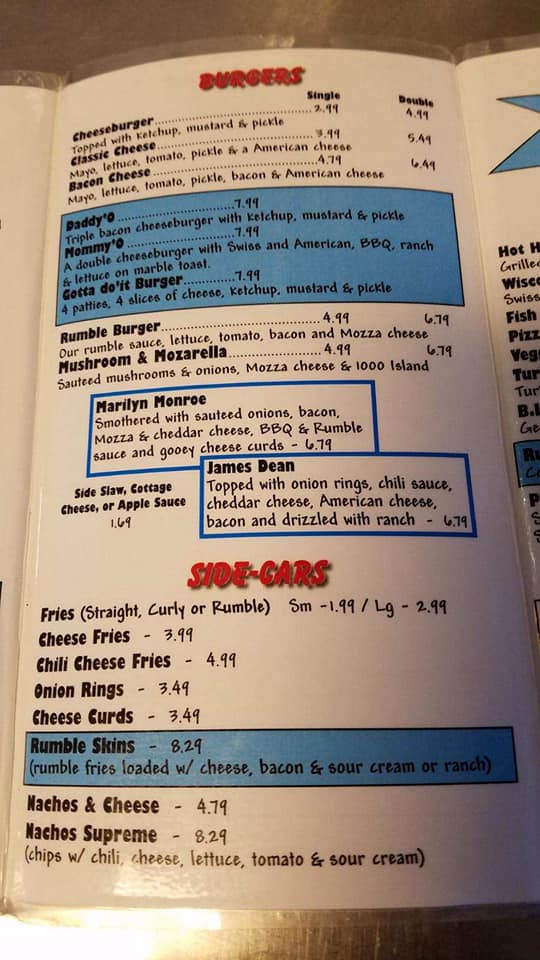 BURGERS
Single Double
Cheeseburger 2.99 4.99
Topped with ketchup, mustard & pickle
Classic Cheese 3.99 5.49
Mayo, lettuce, tomato, pickle & a American cheese
Bacon Cheese 4.79 6.49
Mayo, lettuce, tomato, pickle, bacon & American cheese
Daddy'O 7.99
Triple bacon cheeseburger with ketchup, mustard & pickle
Mommy'O 7.99
A double cheeseburger with Swiss and American, BBQ, ranch
& lettuce on marble toast.
Gotta do'it Burger 7.99
4 patties, 4 slices of cheese, ketchup, mustard & pickle
Rumble Burger 4.99 6.79
Our rumble sauce, lettuce, tomato, bacon and Mozza cheese
Mushroom & Mozarella 4.99 6.79
Sauteed mushrooms & onions, Mozza cheese & 1000 Island
Marilyn Monroe
Smothered with sauteed onions, bacon,
Mozza & cheddar cheese, BBQ & Rumble
sauce and gooey cheese curds - 6.79
James Dean
Topped with onion rings, chili sauce,
cheddar cheese, American cheese,
bacon and drizzled with ranch - 6.79
Side Slaw, Cottage
Cheese, or Apple Sauce
1.69
SIDE-CARS
Fries (Straight, Curly or Rumble) Sm -1.99 / Lg - 2.99
Cheese Fries - 3.99
Chili Cheese Fries - 4.99
Onion Rings - 3.49
Cheese Curds - 3.49
Rumble Skins - 8.29
(rumble fries loaded w/ cheese, bacon & sour cream or ranch)
Nachos & Cheese - 4.79
Nachos Supreme - 8.29
(chips w/ chili, cheese, lettuce, tomato & sour cream)
Hot
Fish